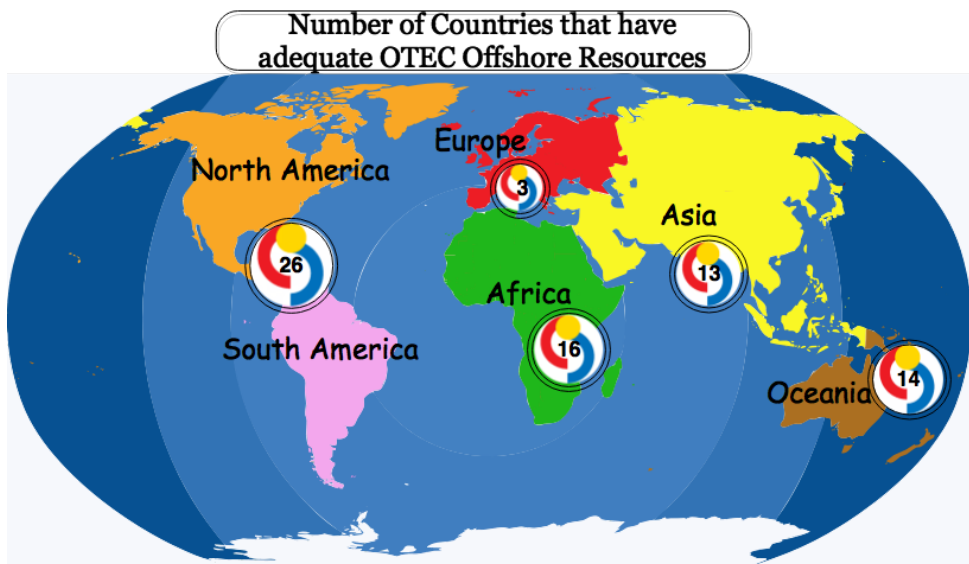 Number of Countries that have
adequate OTEC Offshore Resources
Europe
North America
3
Asia
26
13
Africa
South America
16
Oceania
14